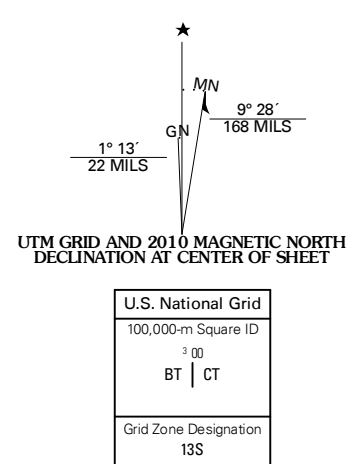 ★
MN
9° 28´
168 MILS
GN
1° 13´
22 MILS
UTM GRID AND 2010 MAGNETIC NORTH
DECLINATION AT CENTER OF SHEET
U.S. National Grid
100,000-m Square ID
3 00
BT | CT
Grid Zone Designation
13S